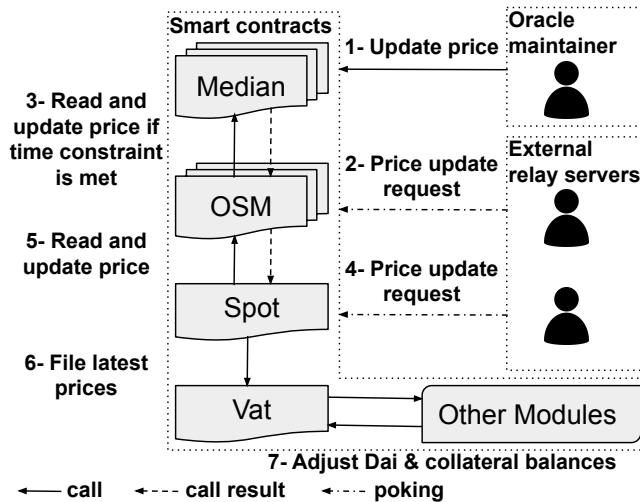 Smart contracts
Oracle
maintainer
1- Update price
Median
3- Read and
update price if
time constraint
is met
External
relay servers
2- Price update
request
OSM
5- Read and
update price
4- Price update
request
Spot
6- File latest
prices
Vat
Other Modules
7- Adjust Dai & collateral balances
call
call result
poking